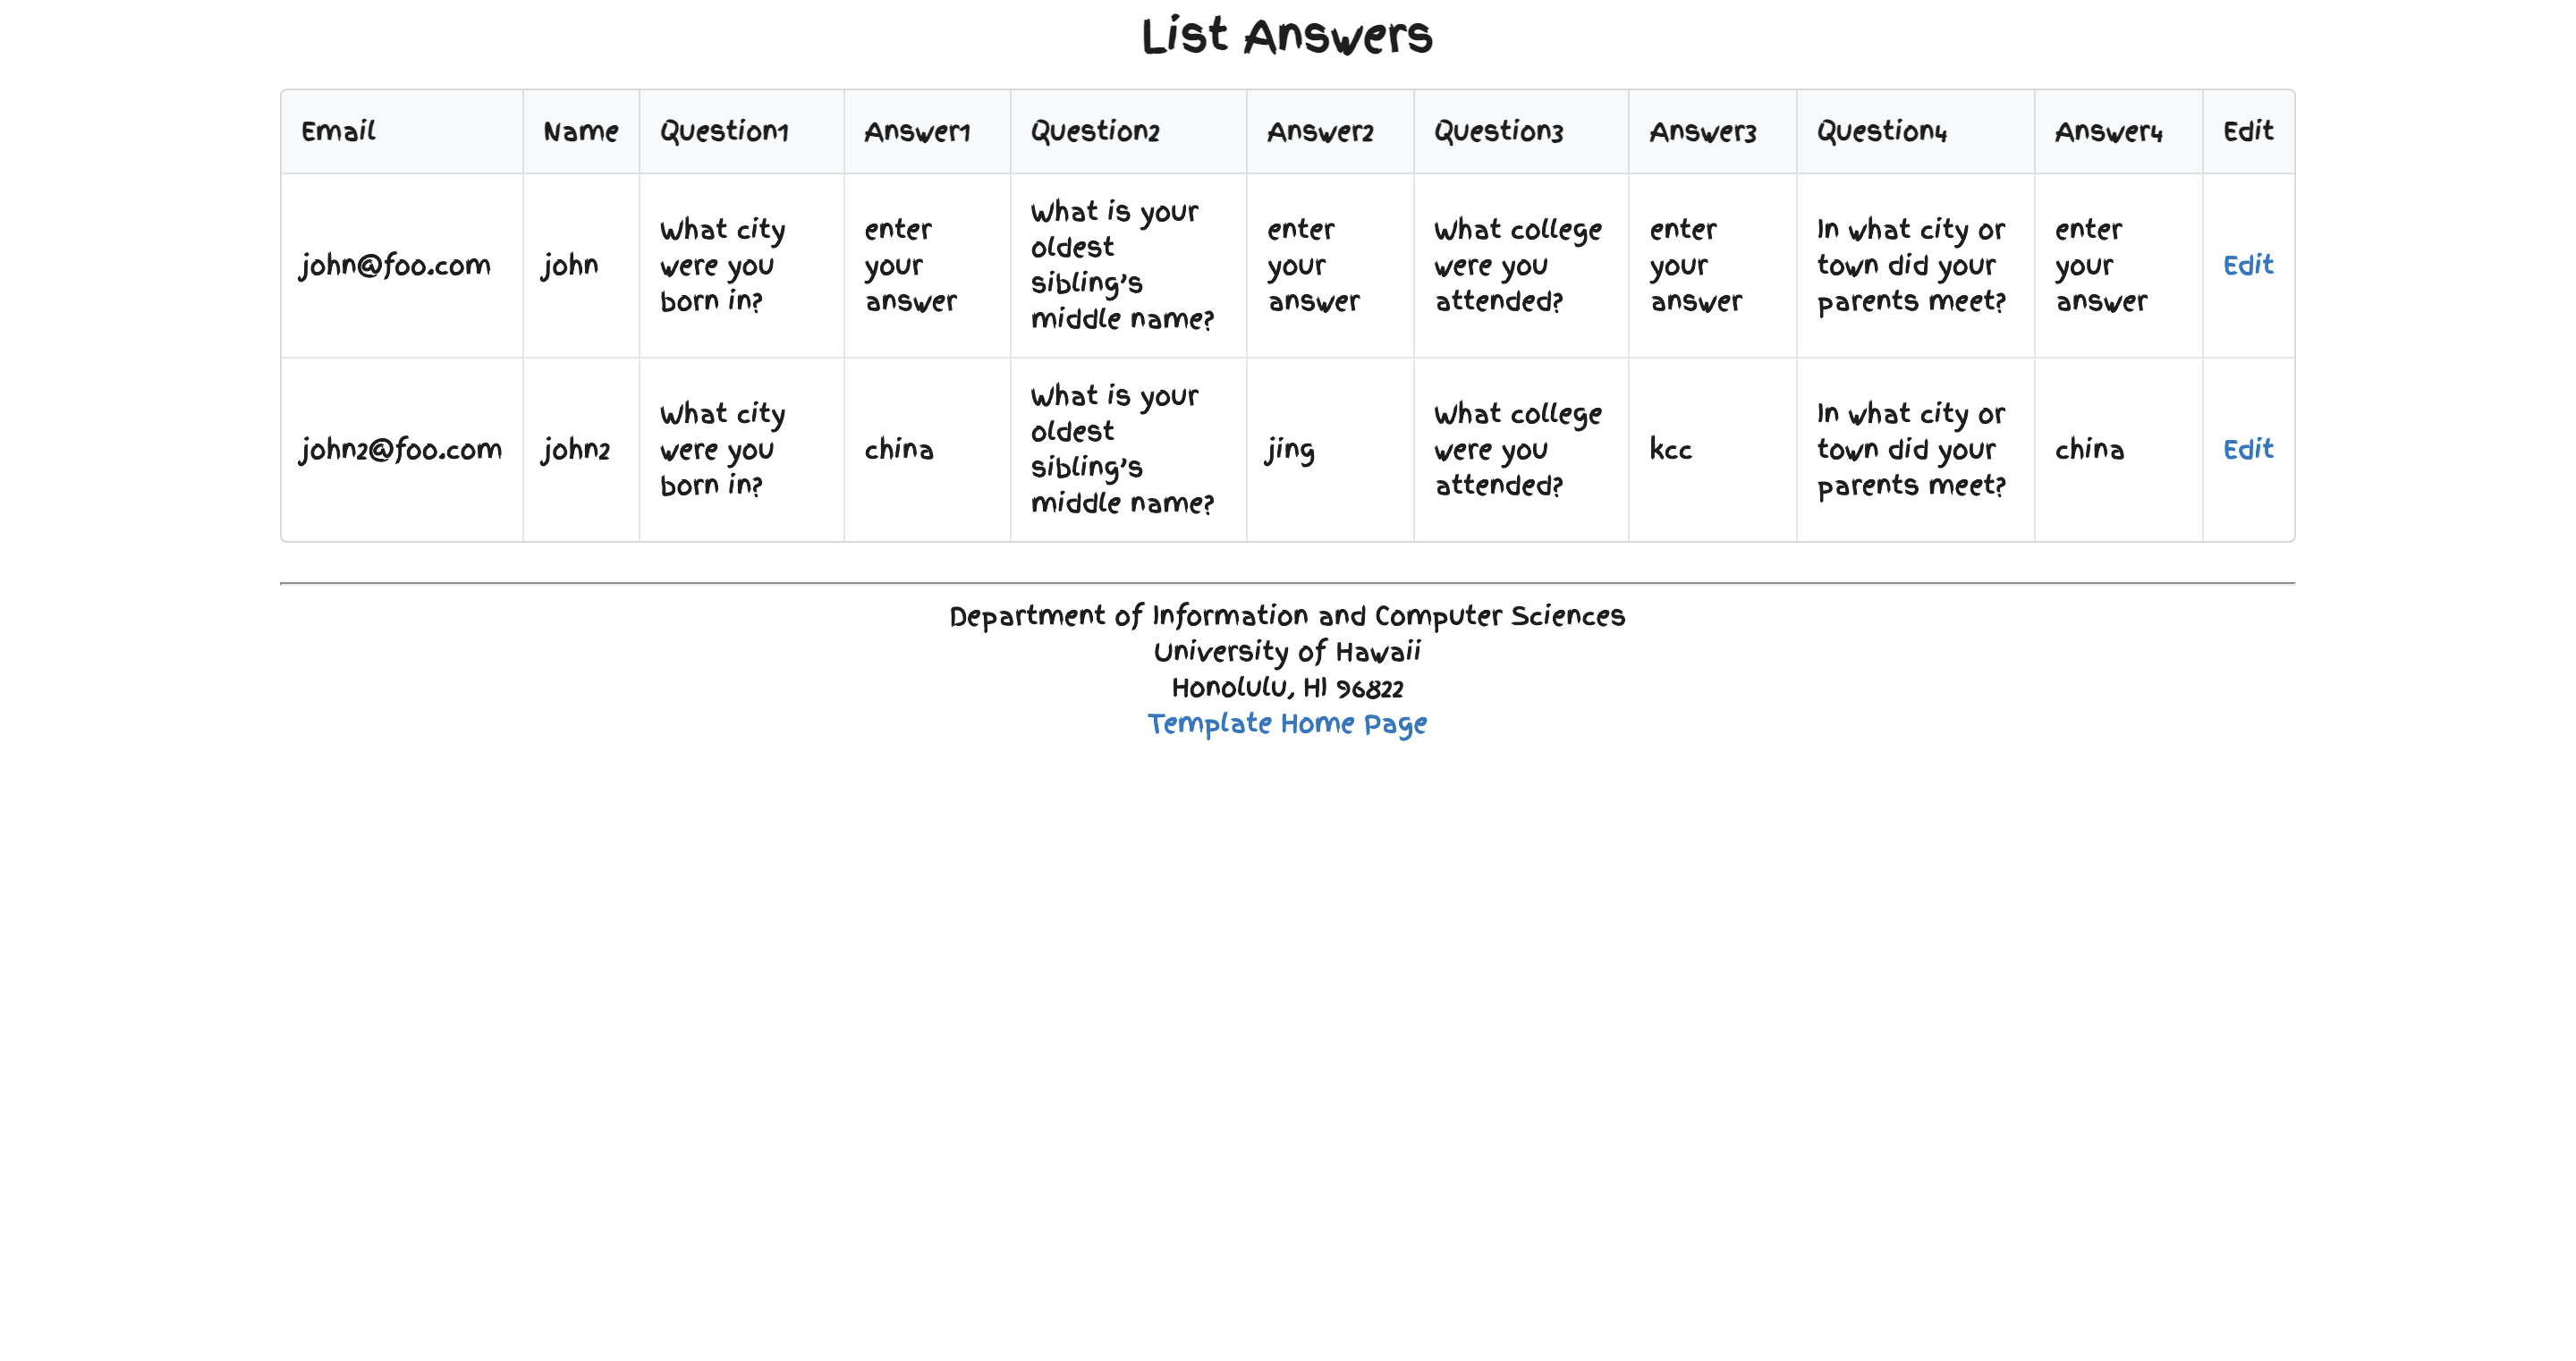 List Answers
Email Name Question1 Answer1 Question2 Answer2 Question3 Answer3 Question4 Answer4 Edit
john@foo.com
john
What city
were you
born in?
enter
your
answer
What is your
oldest
sibling's
middle name?
enter
your
answer
What college
were you
attended?
enter
your
answer
In what city or
town did your
parents meet?
enter
your
answer
Edit
john2@foo.com
john2
What city
were you
born in?
china
What is your
oldest
sibling's
middle name?
jing
What college
were you
attended?
kcc
In what city or
town did your
parents meet?
china
Edit
Department of Information and Computer Sciences
University of Hawaii
Honolulu, HI 96822
Template Home Page